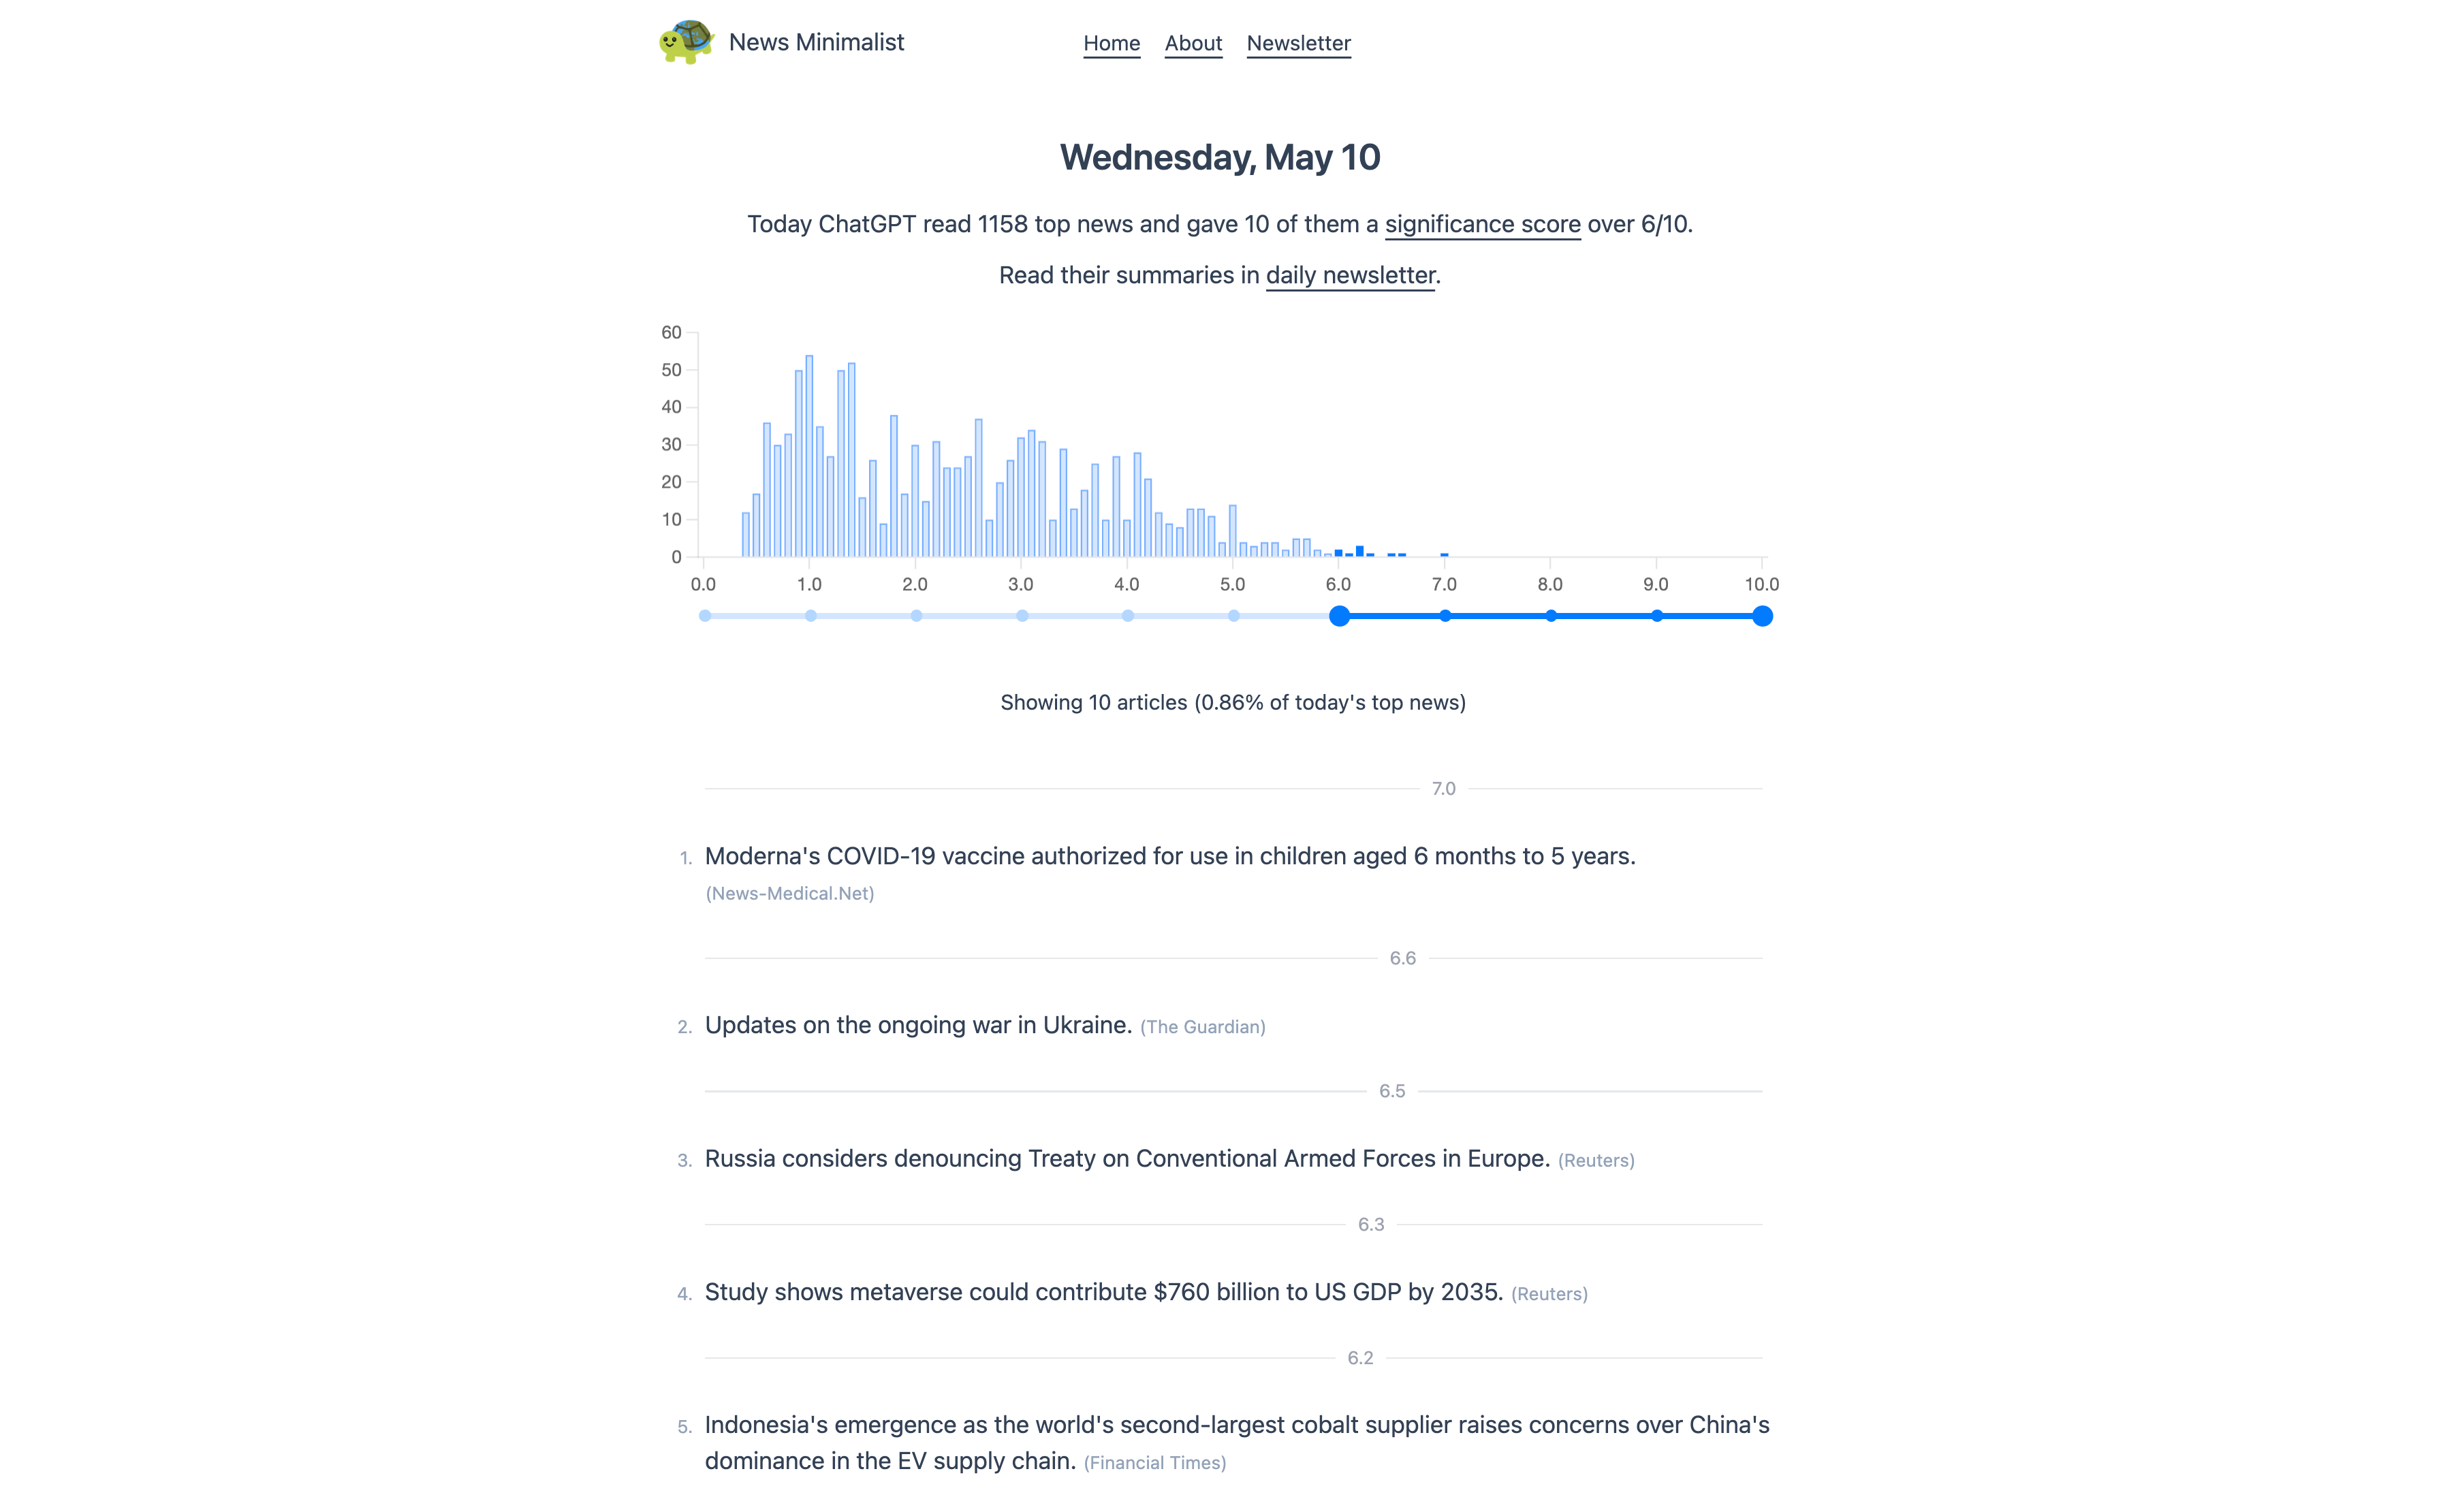 News Minimalist
Home About Newsletter
Wednesday, May 10
Today ChatGPT read 1158 top news and gave 10 of them a significance score over 6/10.
Read their summaries in daily newsletter.
60
50
40
30
20
10
0
0.0 1.0 2.0 3.0 4.0 5.0 6.0 7.0 8.0 9.0 10.0
Showing 10 articles (0.86% of today's top news)
7.0
1. Moderna's COVID-19 vaccine authorized for use in children aged 6 months to 5 years.
(News-Medical.Net)
6.6
2. Updates on the ongoing war in Ukraine. (The Guardian)
6.5
3. Russia considers denouncing Treaty on Conventional Armed Forces in Europe. (Reuters)
6.3
4. Study shows metaverse could contribute $760 billion to US GDP by 2035. (Reuters)
6.2
5. Indonesia's emergence as the world's second-largest cobalt supplier raises concerns over China's
dominance in the EV supply chain. (Financial Times)